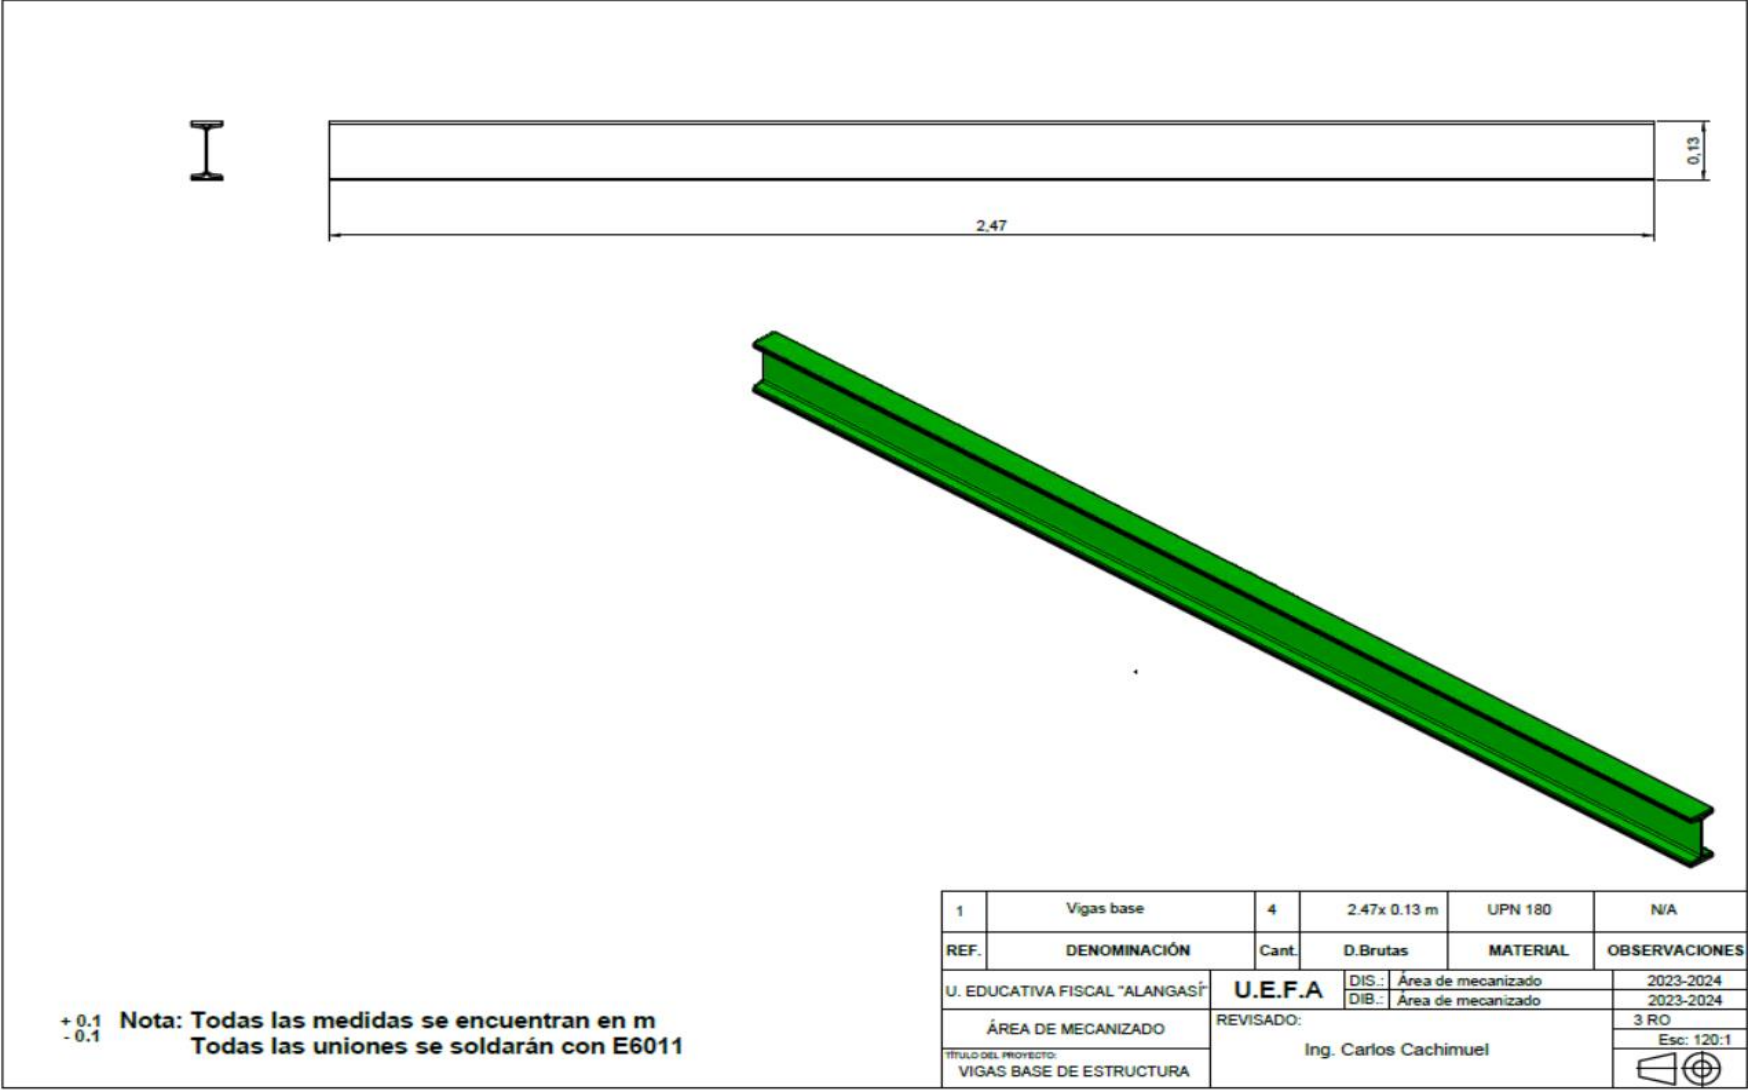 0,13
2,47
1 Vigas base 4 2.47x 0.13 m UPN 180 N/A
REF. DENOMINACIÓN Cant. D.Brutas MATERIAL OBSERVACIONES
U. EDUCATIVA FISCAL "ALANGASÍ" U.E.F.A DIS.: Área de mecanizado 2023-2024
DIB.: Área de mecanizado 2023-2024
ÁREA DE MECANIZADO REVISADO: 3 RO
Ing. Carlos Cachimuel Esc: 120:1
TÍTULO DEL PROYECTO:
VIGAS BASE DE ESTRUCTURA
+ 0.1 Nota: Todas las medidas se encuentran en m
- 0.1 Todas las uniones se soldarán con E6011